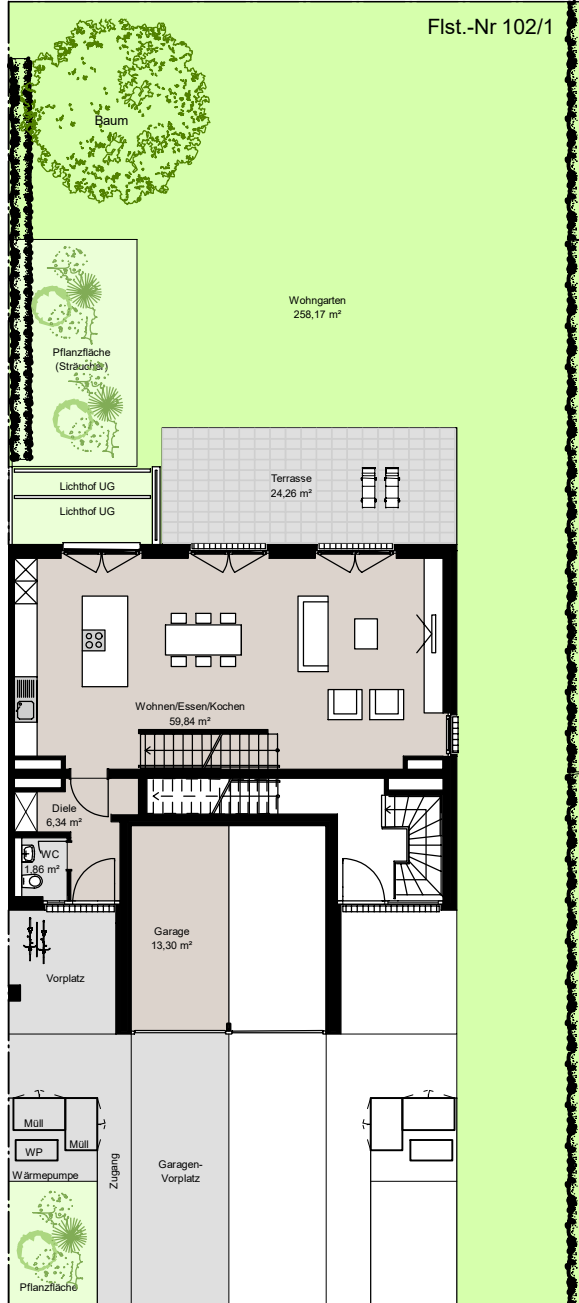 Flst.-Nr 102/1
Baum
Wohngarten
258,17 m²
Pflanzfläche
(Sträucher)
Terrasse
24,26 m²
Lichthof UG
Lichthof UG
Wohnen/Essen/Kochen
59,84 m²
Diele
6,34 m²
WC
1,86 m²
Garage
13,30 m²
Vorplatz
Müll
Müll
WP
Wärmepumpe
Zugang
Garagen-
Vorplatz
Pflanzfläche